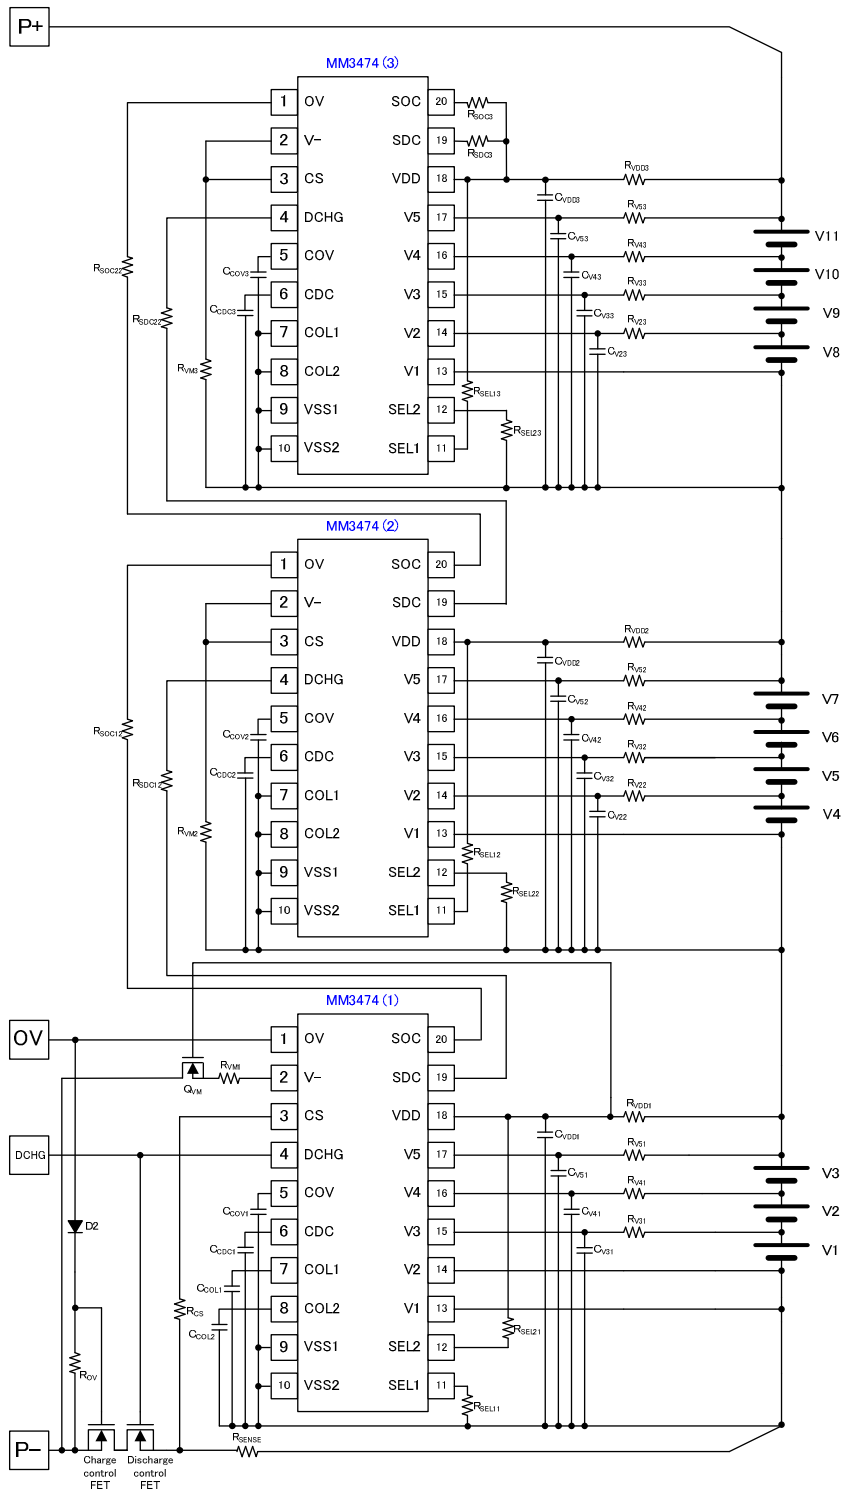 P+
MM3474(3)
1 OV SOC 20
RSOC3
2 V- SDC 19
RSDC3
3 CS VDD 18
RVDD3
CVDD3
4 DCHG V5 17
RV53
CV53
V11
5 COV V4 16
RV43
CCOV3
CV43
RSOC22
V10
6 CDC V3 15
RV33
CCDC3
CV33
RSDC22
V9
7 COL1 V2 14
RV23
CV23
V8
RVM3
8 COL2 V1 13
RSEL13
9 VSS1 SEL2 12
RSEL23
10 VSS2 SEL1 11
MM3474(2)
1 OV SOC 20
2 V- SDC 19
3 CS VDD 18
RVDD2
CVDD2
4 DCHG V5 17
RV52
CV52
V7
5 COV V4 16
RV42
CCOV2
CV42
RSOC12
V6
6 CDC V3 15
RV32
CCDC2
CV32
RSDC12
V5
7 COL1 V2 14
RV22
CV22
V4
RVM2
8 COL2 V1 13
RSEL12
9 VSS1 SEL2 12
RSEL22
10 VSS2 SEL1 11
MM3474(1)
OV
1 OV SOC 20
RVM1
QVM
2 V- SDC 19
3 CS VDD 18
RVDD1
CVDD1
DCHG
4 DCHG V5 17
RV51
CV51
V3
5 COV V4 16
RV41
CCOV1
CV41
V2
D2
6 CDC V3 15
RV31
CCDC1
CV31
V1
7 COL1 V2 14
CCOL1
8 COL2 V1 13
RCS
CCOL2
RSEL21
9 VSS1 SEL2 12
ROV
10 VSS2 SEL1 11
RSEL11
RSENSE
P-
Charge
control
FET
Discharge
control
FET